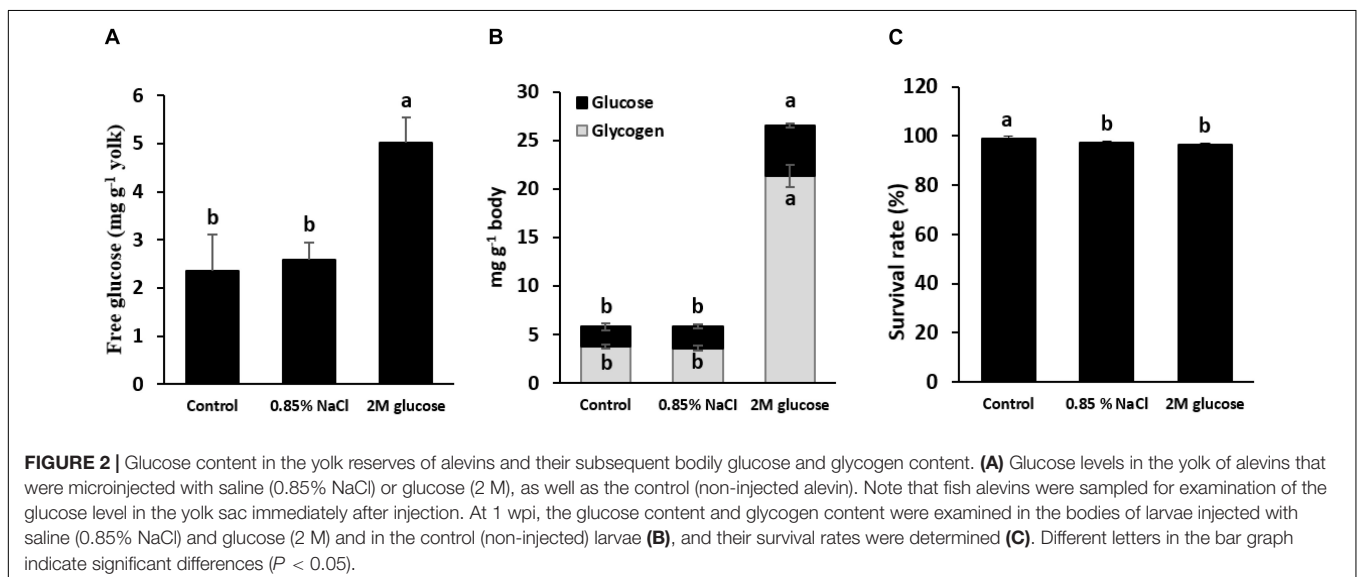 A
Free glucose (mg g-1 yolk)
6
5
4
3
2
1
0
b
b
a
Control
0.85% NaCl
2M glucose
B
mg g-1 body
30
25
20
15
10
5
0
Glucose
Glycogen
b
b
a
b
b
a
Control
0.85% NaCl
2M glucose
C
Survival rate (%)
120
100
80
60
40
20
0
a
b
b
Control
0.85 % NaCl
2M glucose
FIGURE 2 | Glucose content in the yolk reserves of alevins and their subsequent bodily glucose and glycogen content. (A) Glucose levels in the yolk of alevins that
were microinjected with saline (0.85% NaCl) or glucose (2 M), as well as the control (non-injected alevin). Note that fish alevins were sampled for examination of the
glucose level in the yolk sac immediately after injection. At 1 wpi, the glucose content and glycogen content were examined in the bodies of larvae injected with
saline (0.85% NaCl) and glucose (2 M) and in the control (non-injected) larvae (B), and their survival rates were determined (C). Different letters in the bar graph
indicate significant differences (P < 0.05).